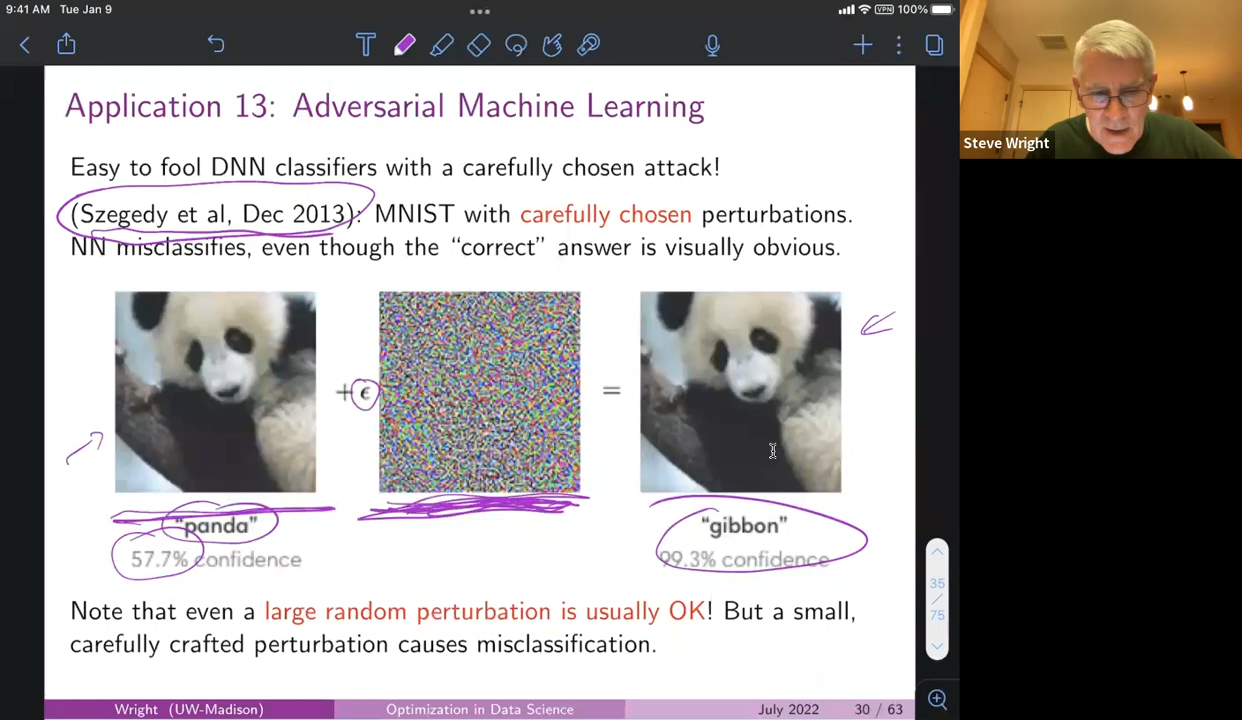 9:41 AM Tue Jan 9
VPN 100%
T
Application 13: Adversarial Machine Learning
Steve Wright
Easy to fool DNN classifiers with a carefully chosen attack!
(Szegedy et al, Dec 2013): MNIST with carefully chosen perturbations.
NN misclassifies, even though the “correct” answer is visually obvious.
+ ϵ =
“panda” “gibbon”
57.7% confidence 99.3% confidence
35
/
75
Note that even a large random perturbation is usually OK! But a small,
carefully crafted perturbation causes misclassification.
Wright (UW-Madison) Optimization in Data Science July 2022 30 / 63